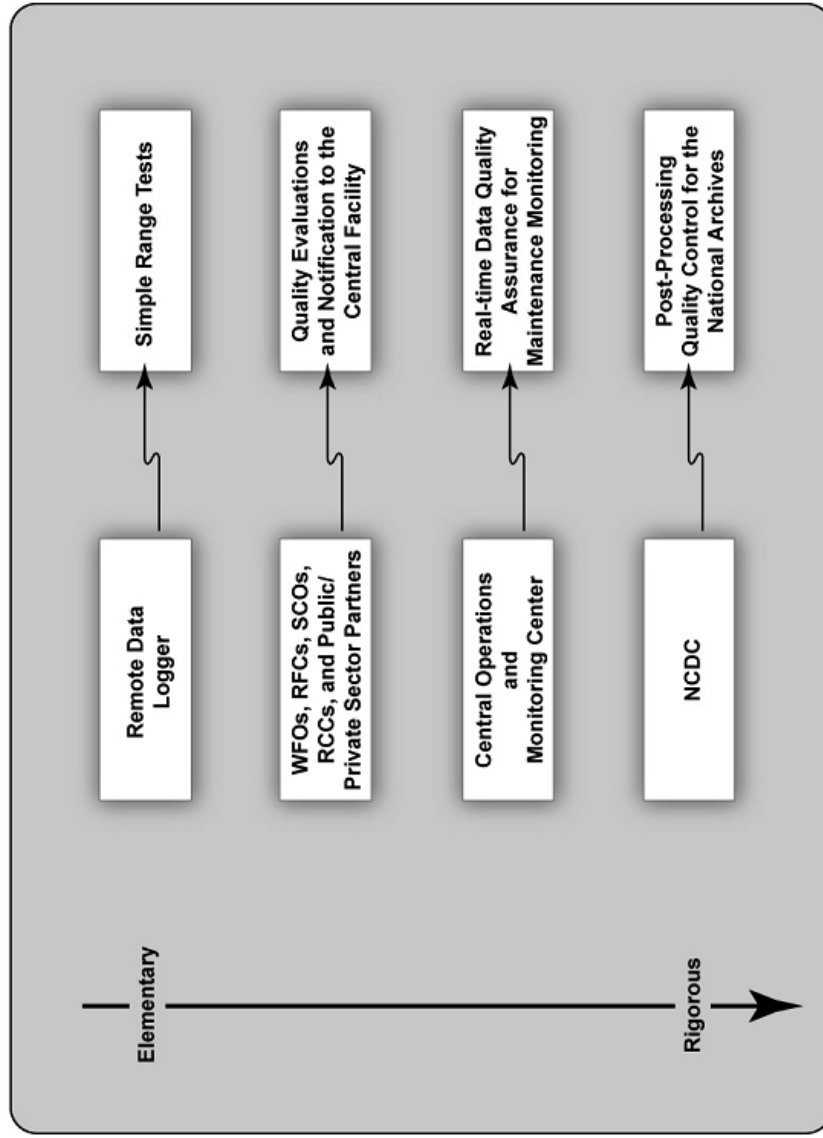 Elementary
Rigorous
Remote Data
Logger
WFOs, RFCs, SCOs,
RCCs, and Public/
Private Sector Partners
Central Operations
and
Monitoring Center
NCDC
Simple Range Tests
Quality Evaluations
and Notification to the
Central Facility
Real-time Data Quality
Assurance for
Maintenance Monitoring
Post-Processing
Quality Control for the
National Archives